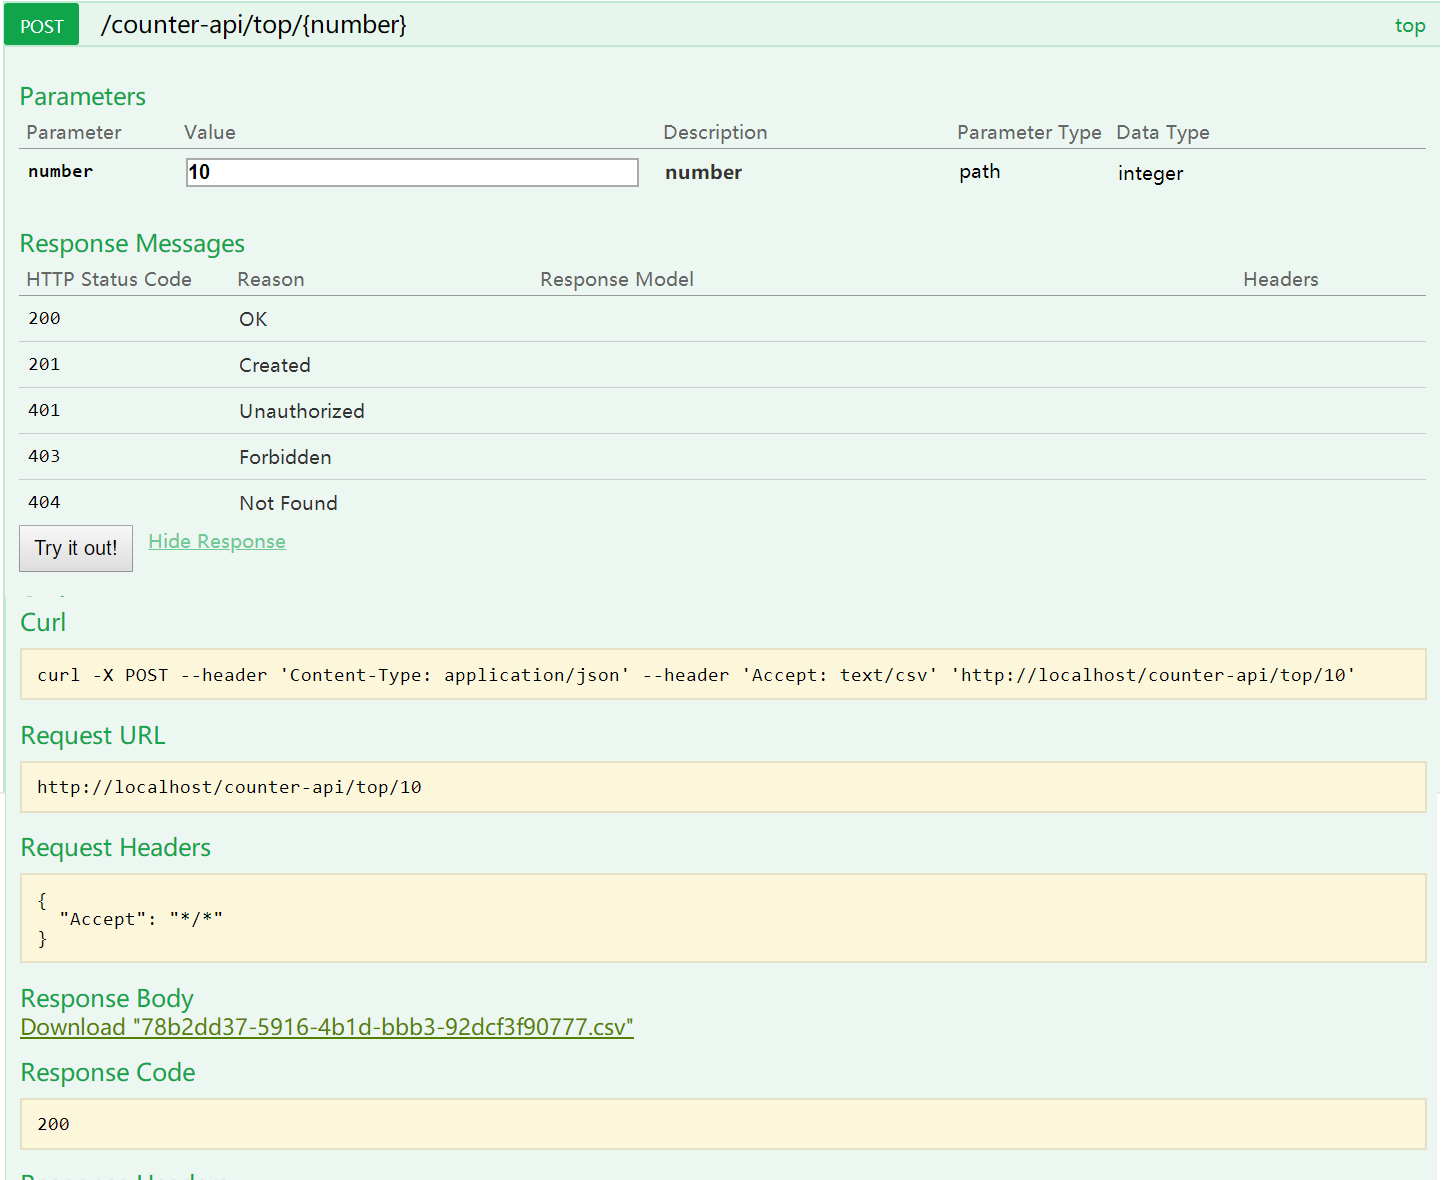 POST /counter-api/top/{number} top
Parameters
Parameter Value Description Parameter Type Data Type
number 10 number path integer
Response Messages
HTTP Status Code Reason Response Model Headers
200 OK
201 Created
401 Unauthorized
403 Forbidden
404 Not Found
Try it out! Hide Response
Curl
curl -X POST --header 'Content-Type: application/json' --header 'Accept: text/csv' 'http://localhost/counter-api/top/10'
Request URL
http://localhost/counter-api/top/10
Request Headers
{
  "Accept": "*/*"
}
Response Body
Download "78b2dd37-5916-4b1d-bbb3-92dcf3f90777.csv"
Response Code
200